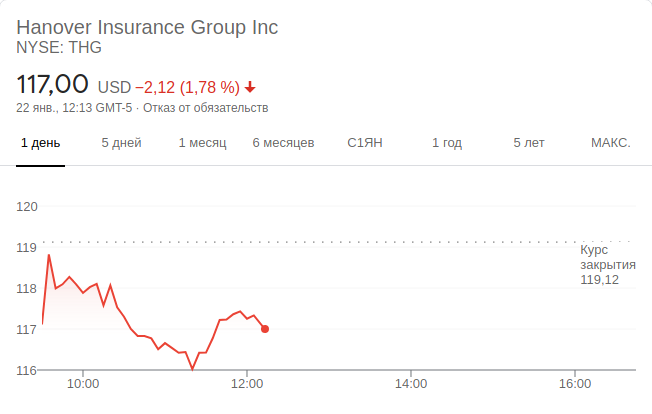 Hanover Insurance Group Inc
NYSE: THG
117,00 USD −2,12 (1,78 %)
22 янв., 12:13 GMT-5 · Отказ от обязательств
1 день 5 дней 1 месяц 6 месяцев С1ЯН 1 год 5 лет МАКС.
120
119
118
117
116
Курс
закрытия
119,12
10:00 12:00 14:00 16:00